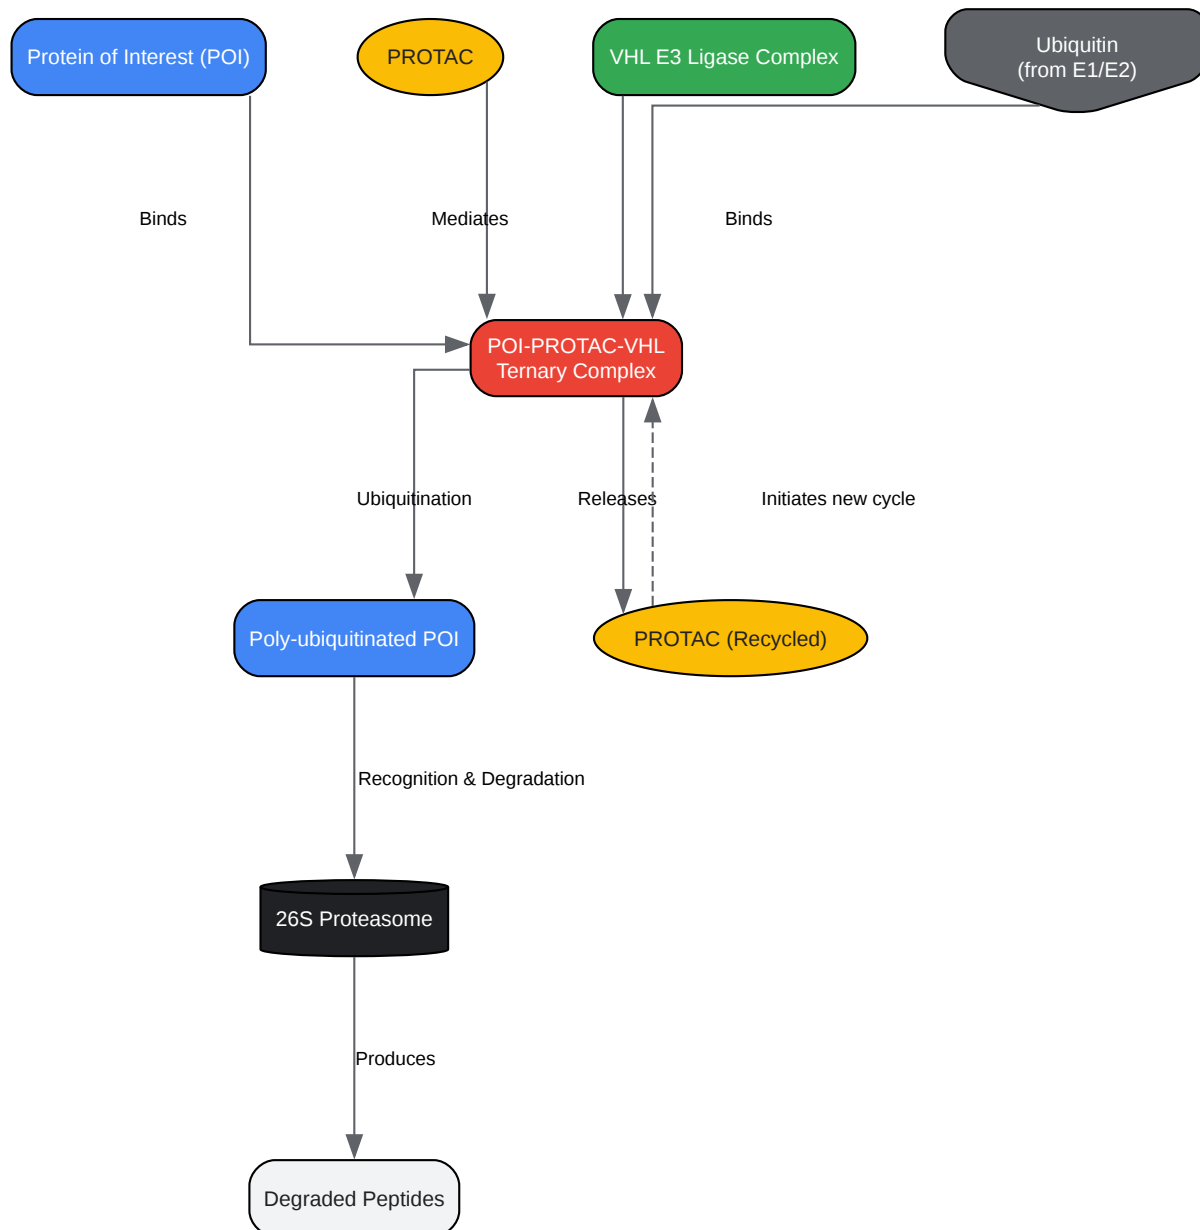 Protein of Interest (POI)
PROTAC
VHL E3 Ligase Complex
Ubiquitin
(from E1/E2)
Binds
Mediates
Binds
POI-PROTAC-VHL
Ternary Complex
Ubiquitination
Releases
Initiates new cycle
Poly-ubiquitinated POI
PROTAC (Recycled)
Recognition & Degradation
26S Proteasome
Produces
Degraded Peptides